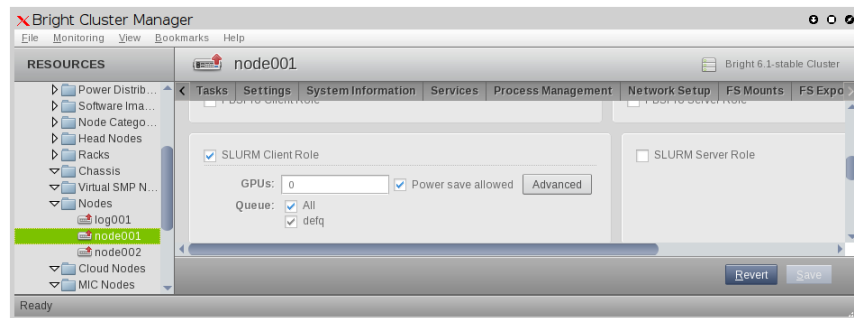 Bright Cluster Manager
File Monitoring View Bookmarks Help
RESOURCES
node001
Bright 6.1-stable Cluster
Power Distrib...
Software Ima...
Node Catego...
Head Nodes
Racks
Chassis
Virtual SMP N...
Nodes
log001
node001
node002
Cloud Nodes
MIC Nodes
Tasks Settings System Information Services Process Management Network Setup FS Mounts FS Expo
SLURM Client Role
SLURM Server Role
GPUs: 0 Power save allowed Advanced
Queue: All
defq
Revert Save
Ready